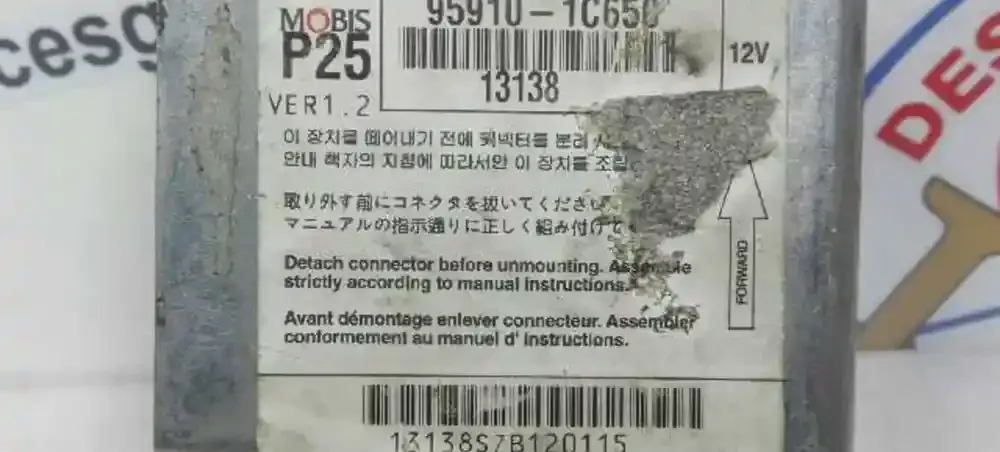 cesg
MOBIS
P25
VER1.2
95910-1C650
13138
12V
이 장치를 떼어내기 전에 커넥터를 분리
안내 책자의 지침에 따라서만 이 장치를 조립
取り外す前にコネクタを抜いてください
マニュアルの指示通りに正しく組み付けて
Detach connector before unmounting. Assemble
strictly according to manual instructions.
Avant démontage enlever connecteur. Assembler
conformement au manuel d' instructions.
FORWARD
13138S7B120115
DES